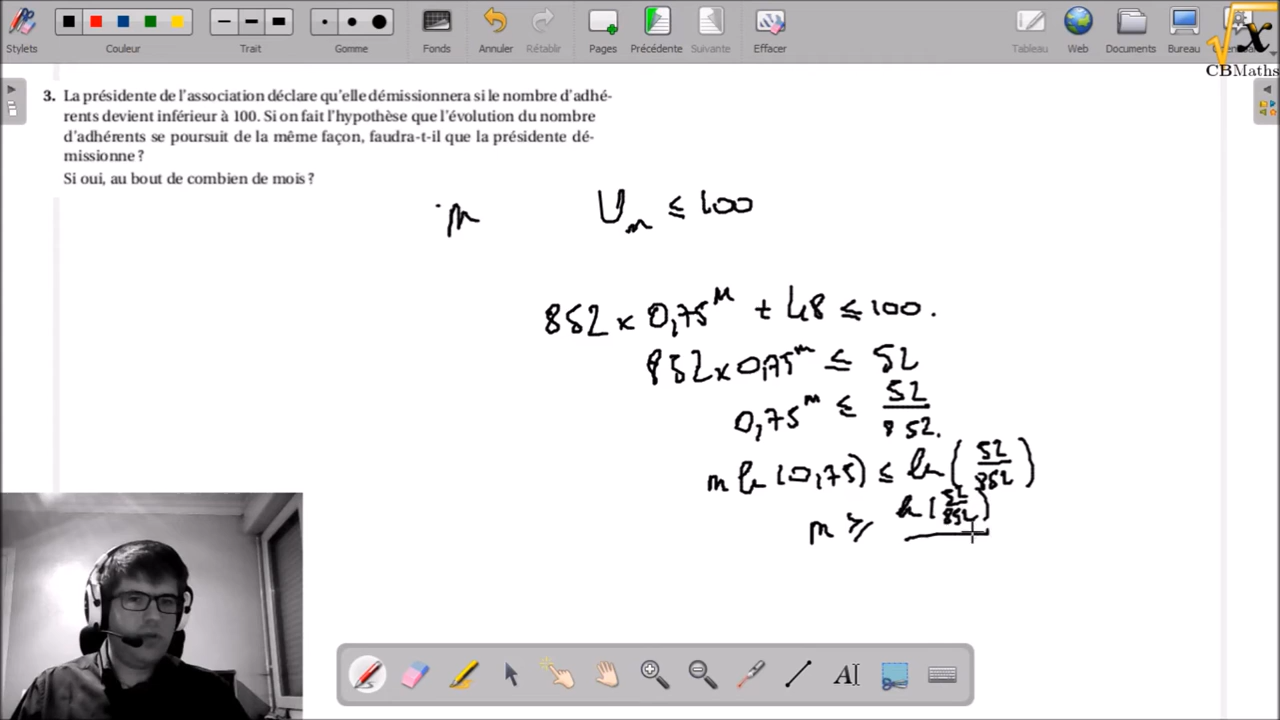 Stylets Couleur Trait Gomme Fonds Annuler Rétablir Pages Précédente Suivante Effacer Tableau Web Documents Bureau
√x
CBMaths
3. La présidente de l'association déclare qu'elle démissionnera si le nombre d'adhé-
rents devient inférieur à 100. Si on fait l'hypothèse que l'évolution du nombre
d'adhérents se poursuit de la même façon, faudra-t-il que la présidente dé-
missionne ?
Si oui, au bout de combien de mois ?
n Uₙ ≤ 100
852 × 0,75ⁿ + 48 ≤ 100.
852 × 0,75ⁿ ≤ 52
0,75ⁿ ≤ 52/852.
n ln(0,75) ≤ ln(52/852)
n ≥ ln(52/852)
AI